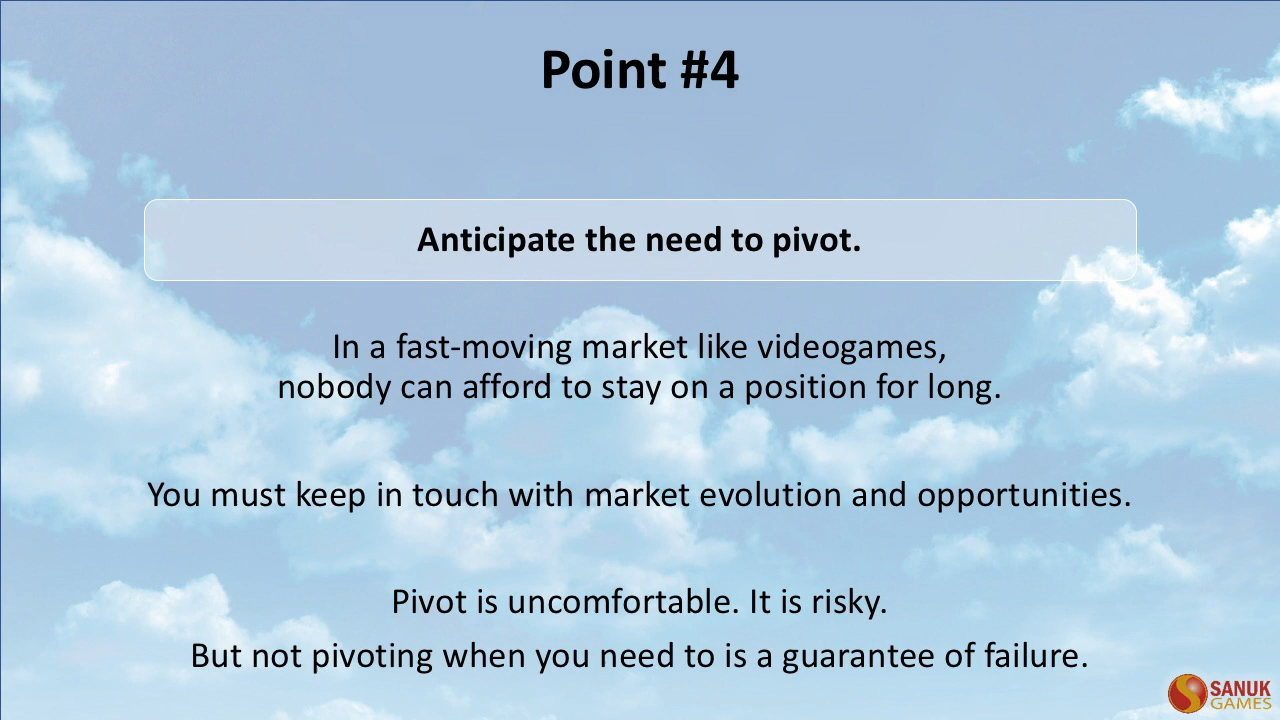 Point #4
Anticipate the need to pivot.
In a fast-moving market like videogames,
nobody can afford to stay on a position for long.
You must keep in touch with market evolution and opportunities.
Pivot is uncomfortable. It is risky.
But not pivoting when you need to is a guarantee of failure.
SANUK
GAMES